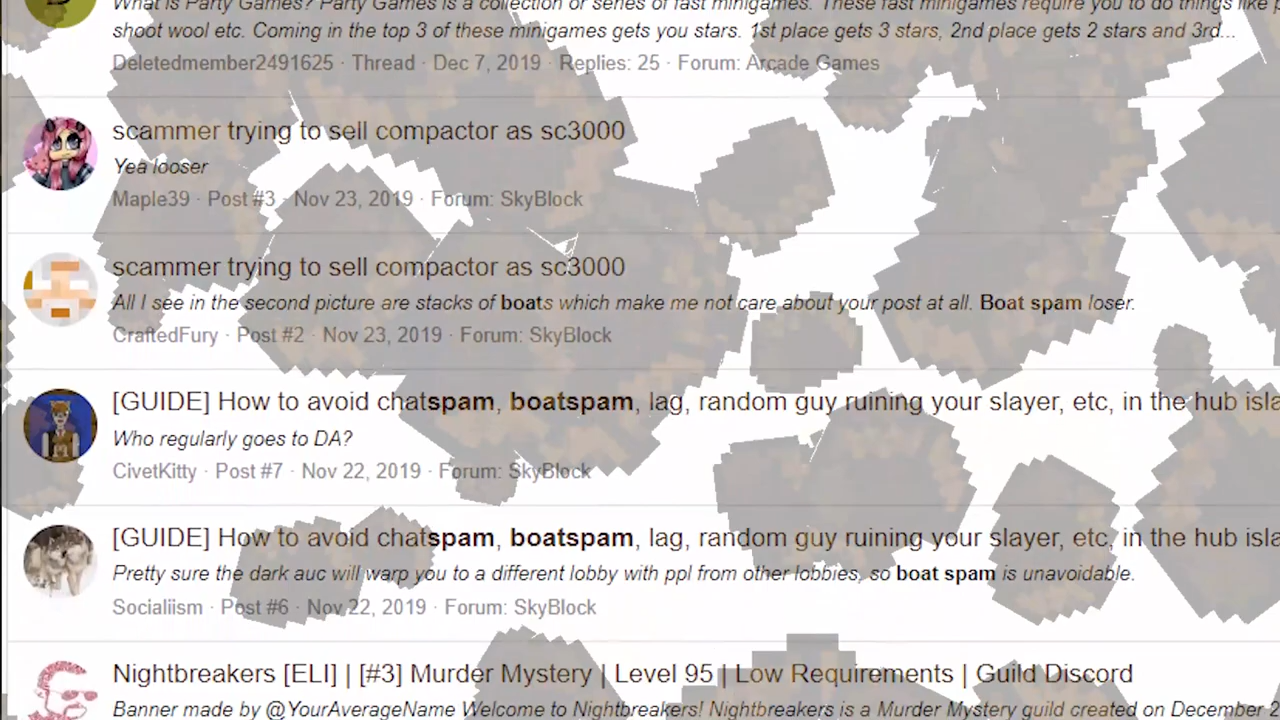 What is Party Games? Party Games is a collection or series of fast minigames. These fast minigames require you to do things like
shoot wool etc. Coming in the top 3 of these minigames gets you stars. 1st place gets 3 stars, 2nd place gets 2 stars and 3rd...
Deletedmember2491625 · Thread · Dec 7, 2019 · Replies: 25 · Forum: Arcade Games
scammer trying to sell compactor as sc3000
Yea looser
Maple39 · Post #3 · Nov 23, 2019 · Forum: SkyBlock
scammer trying to sell compactor as sc3000
All I see in the second picture are stacks of boats which make me not care about your post at all. Boat spam loser.
CraftedFury · Post #2 · Nov 23, 2019 · Forum: SkyBlock
[GUIDE] How to avoid chatspam, boatspam, lag, random guy ruining your slayer, etc, in the hub isla
Who regularly goes to DA?
CivetKitty · Post #7 · Nov 22, 2019 · Forum: SkyBlock
[GUIDE] How to avoid chatspam, boatspam, lag, random guy ruining your slayer, etc, in the hub isla
Pretty sure the dark auc will warp you to a different lobby with ppl from other lobbies, so boat spam is unavoidable.
Socialiism · Post #6 · Nov 22, 2019 · Forum: SkyBlock
Nightbreakers [ELI] | [#3] Murder Mystery | Level 95 | Low Requirements | Guild Discord
Banner made by @YourAverageName Welcome to Nightbreakers! Nightbreakers is a Murder Mystery guild created on December 2